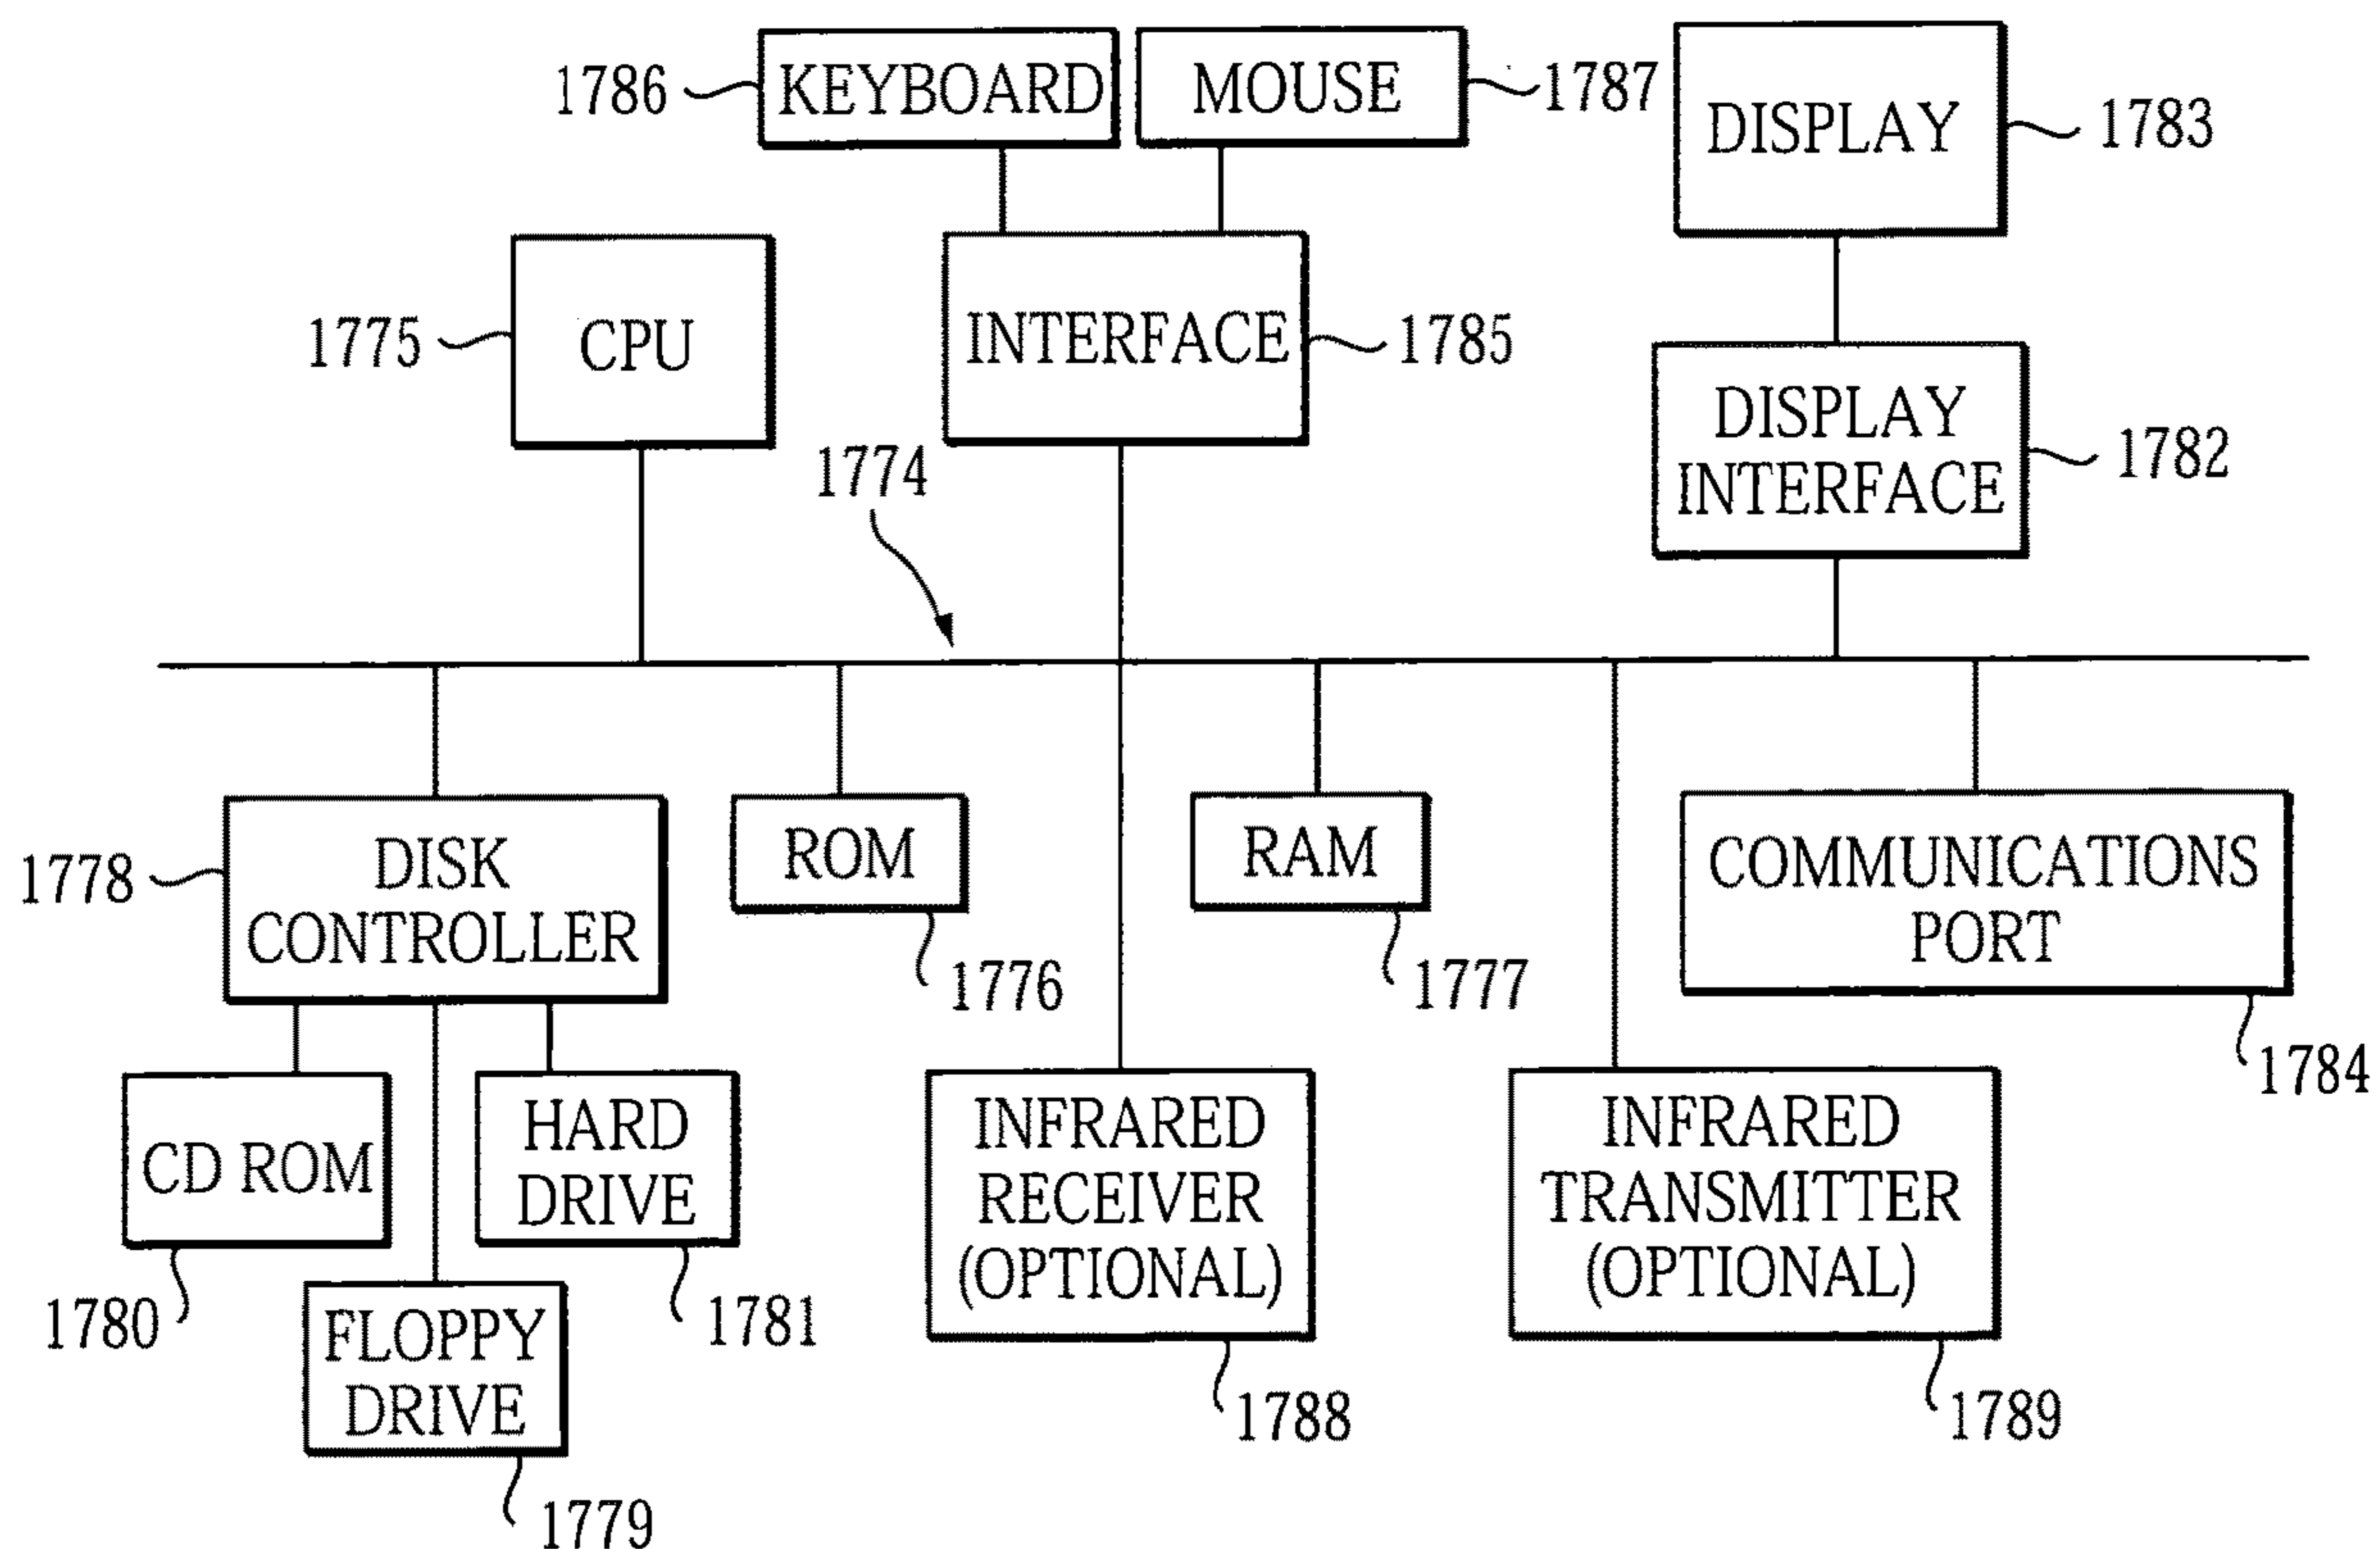 1786
KEYBOARD
MOUSE
1787
DISPLAY
1783
1775
CPU
INTERFACE
1785
DISPLAY
INTERFACE
1782
1774
1778
DISK
CONTROLLER
ROM
1776
RAM
1777
COMMUNICATIONS
PORT
1784
CD ROM
1780
HARD
DRIVE
1781
FLOPPY
DRIVE
1779
INFRARED
RECEIVER
(OPTIONAL)
1788
INFRARED
TRANSMITTER
(OPTIONAL)
1789